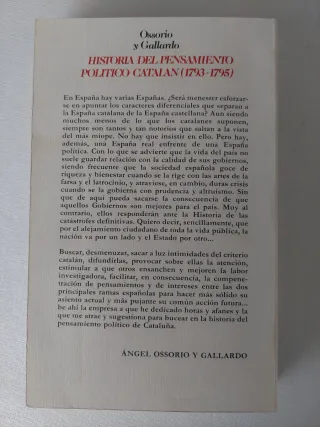 Ossorio
y Gallardo
HISTORIA DEL PENSAMIENTO
POLITICO CATALAN (1793-1795)
En España hay varias Españas. ¿Será menester esforzar-
se en apontar los caracteres diferenciales que separan a
la España catalana de la España castellana? Aun siendo
muchos menos de lo que los catalanes suponen,
siempre son tantos y tan notorios que saltan a la vista
del más miope. No hay que insistir en ello. Pero hay,
además, una España real enfrente de una España
política. Con lo que se advierte que la vida del país no
suele guardar relación con la calidad de sus gobiernos,
siendo frecuente que la sociedad española goce de
riquezas y bienestar cuando se la rige con las artes de la
farsa y el latrocinio, y atraviese, en cambio, duras crisis
cuando se la gobierna con prudencia y altruismo. Sin
que de aquí pueda sacarse la consecuencia de que
aquellos Gobiernos son mejores para el país. Muy al
contrario, ellos responderán ante la Historia de las
catástrofes definitivas. Quiero decir, sencillamente, que
por el alejamiento ciudadano de toda la vida pública, la
nación va por un lado y el Estado por otro...
Buscar, desmenuzar, sacar a luz intimidades del criterio
catalán, difundirlas, provocar sobre ellas la atención,
estimular a que otros ensanchen y mejoren la labor
investigadora, facilitar, en consecuencia, la compene-
tración de pensamientos y de intereses entre las dos
principales ramas españolas para hacer más sólido su
asiento actual y más pujante su común acción futura...
he ahí la empresa a que he dedicado horas y afanes y la
que me atrae y sugestiona para bucear en la historia del
pensamiento político de Cataluña.
ÁNGEL OSSORIO Y GALLARDO